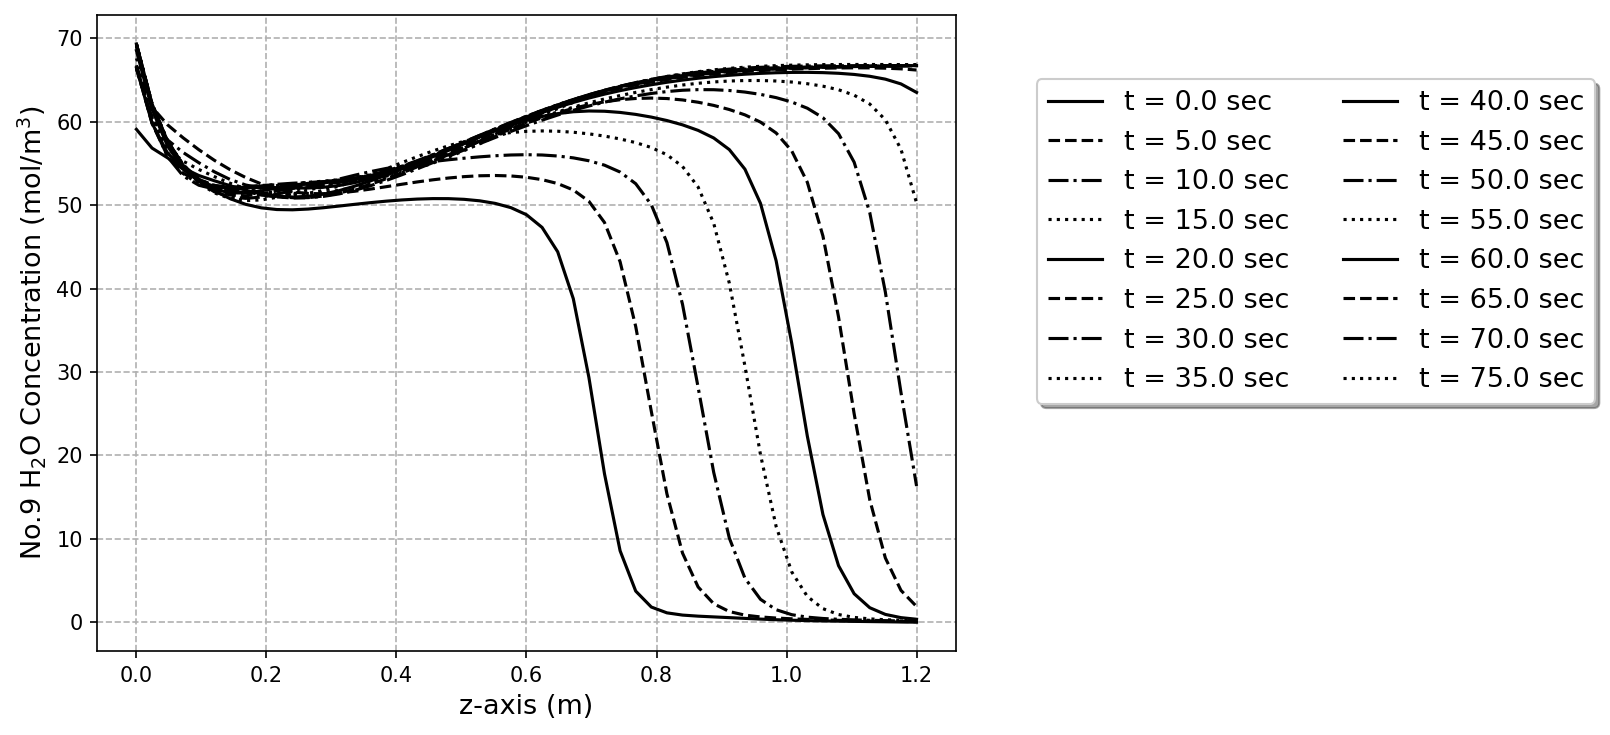 70
60
50
40
30
20
10
0
No.9 H₂O Concentration (mol/m³)
0.0 0.2 0.4 0.6 0.8 1.0 1.2
z-axis (m)
t = 0.0 sec
t = 5.0 sec
t = 10.0 sec
t = 15.0 sec
t = 20.0 sec
t = 25.0 sec
t = 30.0 sec
t = 35.0 sec
t = 40.0 sec
t = 45.0 sec
t = 50.0 sec
t = 55.0 sec
t = 60.0 sec
t = 65.0 sec
t = 70.0 sec
t = 75.0 sec